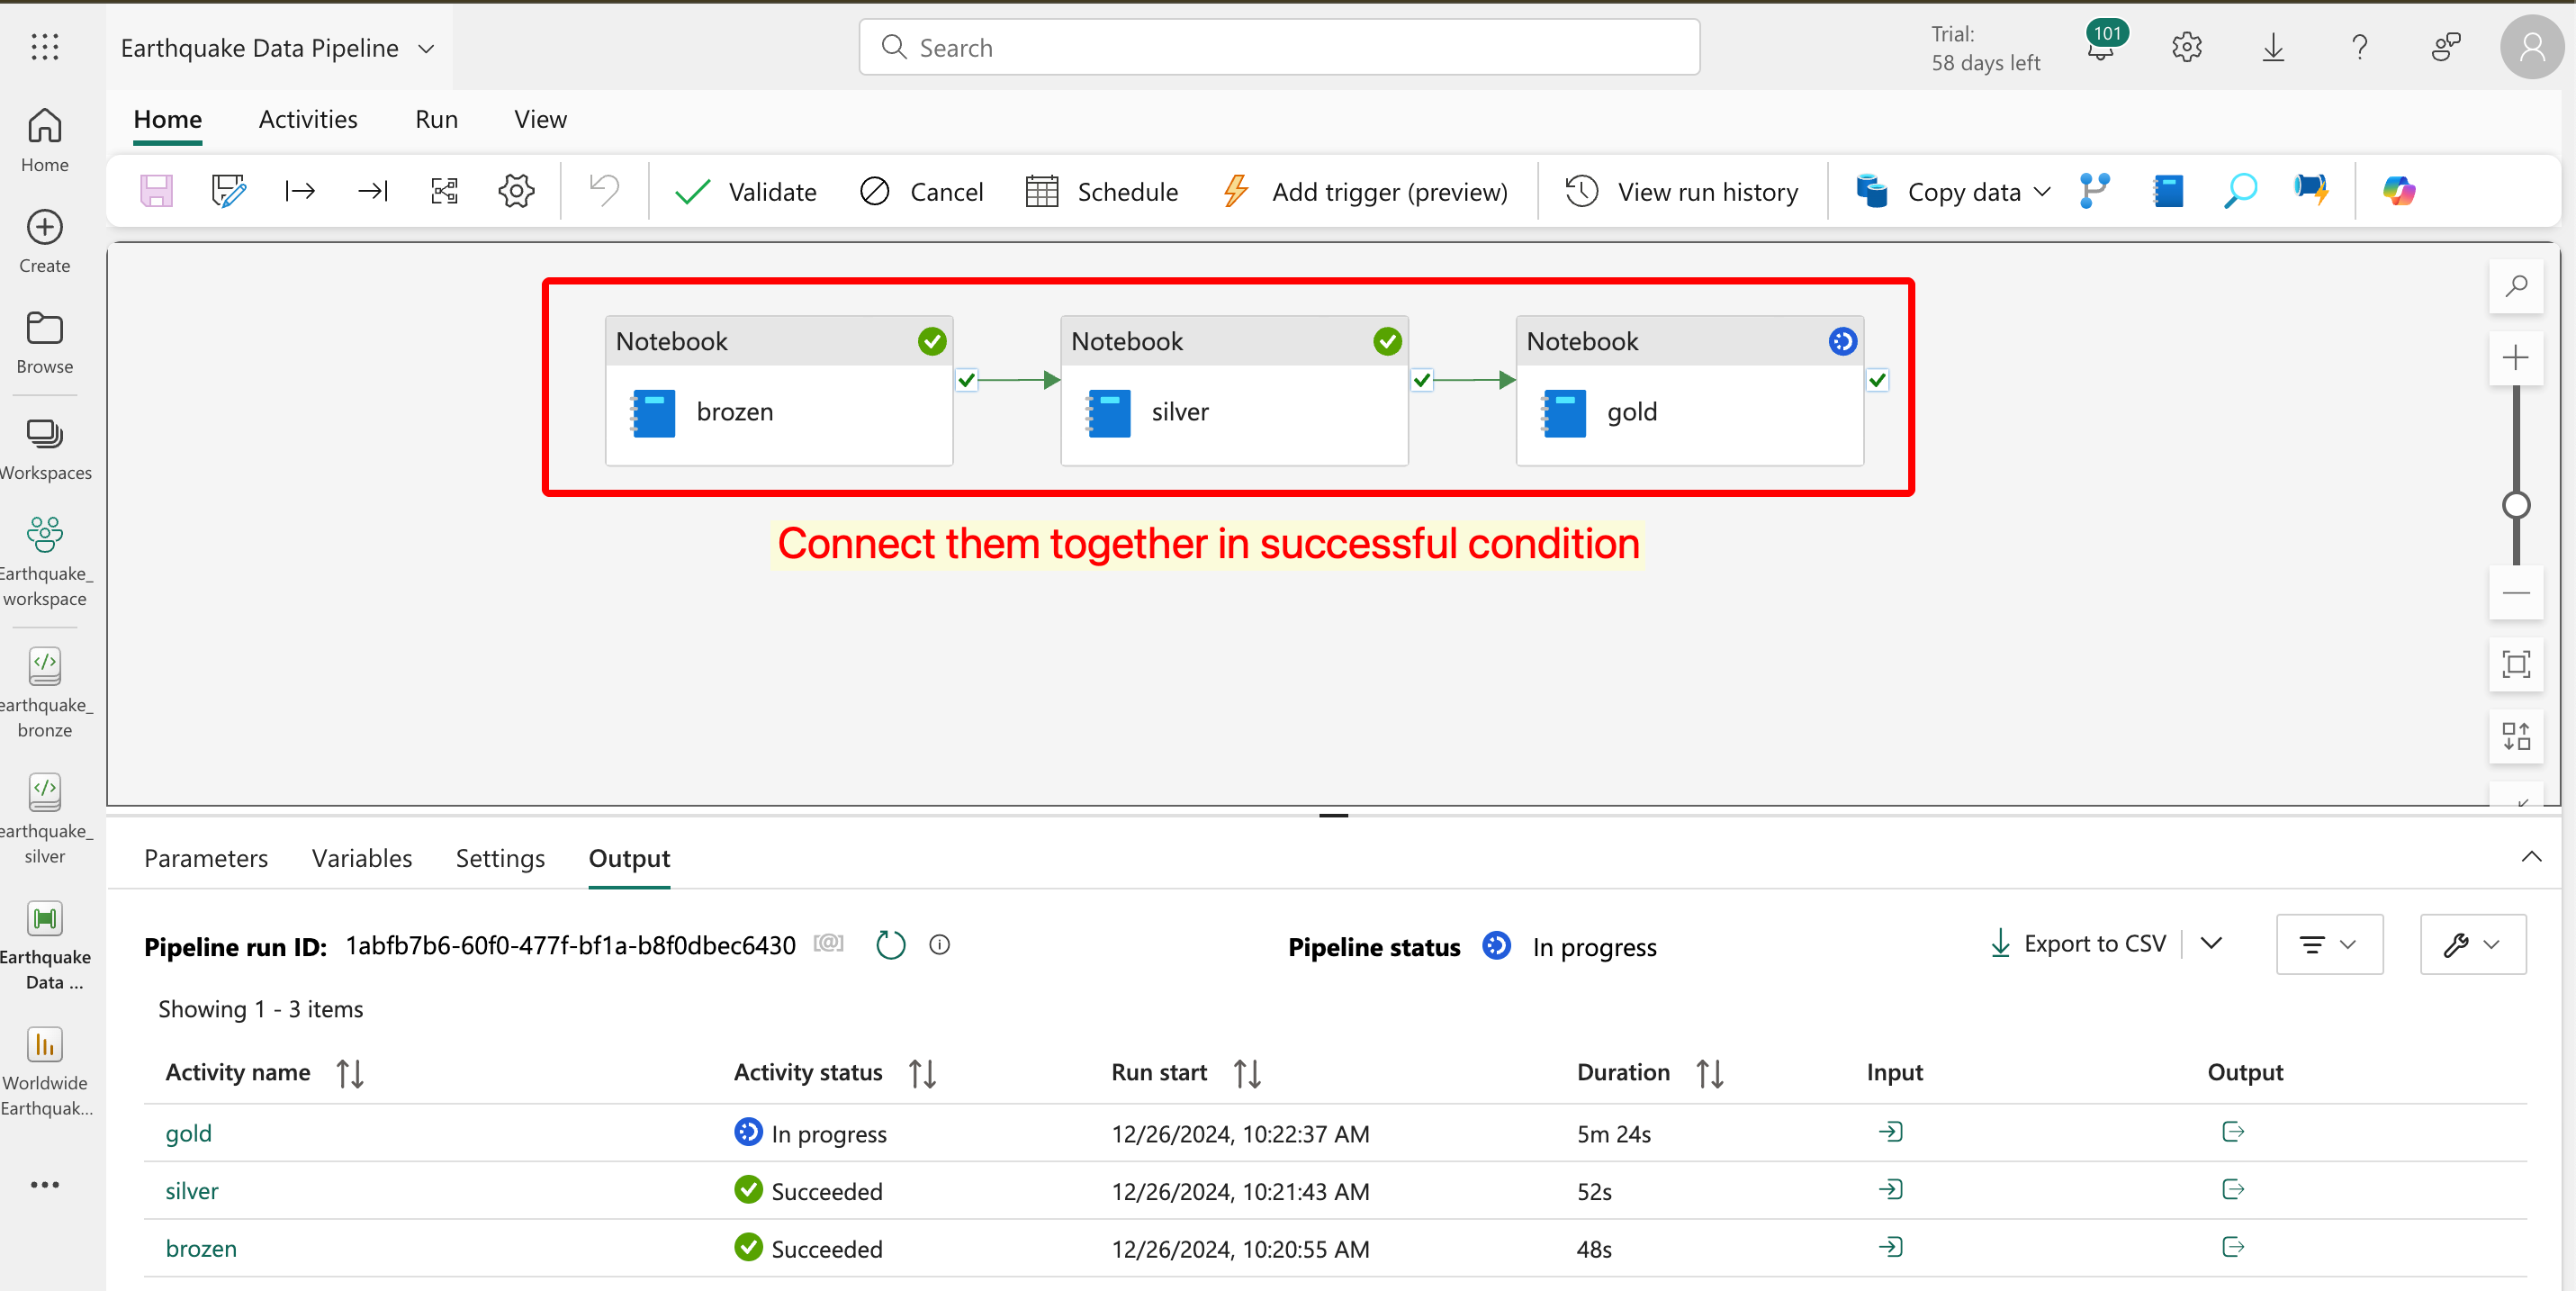 Earthquake Data Pipeline
Search
Trial:
58 days left
101
Home
Activities
Run
View
Validate
Cancel
Schedule
Add trigger (preview)
View run history
Copy data
Home
Create
Browse
Workspaces
Earthquake_
workspace
earthquake_
bronze
earthquake_
silver
Earthquake
Data ...
Worldwide
Earthquak...
Notebook
brozen
Notebook
silver
Notebook
gold
Connect them together in successful condition
Parameters
Variables
Settings
Output
Pipeline run ID: 1abfb7b6-60f0-477f-bf1a-b8f0dbec6430
Pipeline status In progress
Export to CSV
Showing 1 - 3 items
Activity name Activity status Run start Duration Input Output
gold In progress 12/26/2024, 10:22:37 AM 5m 24s
silver Succeeded 12/26/2024, 10:21:43 AM 52s
brozen Succeeded 12/26/2024, 10:20:55 AM 48s